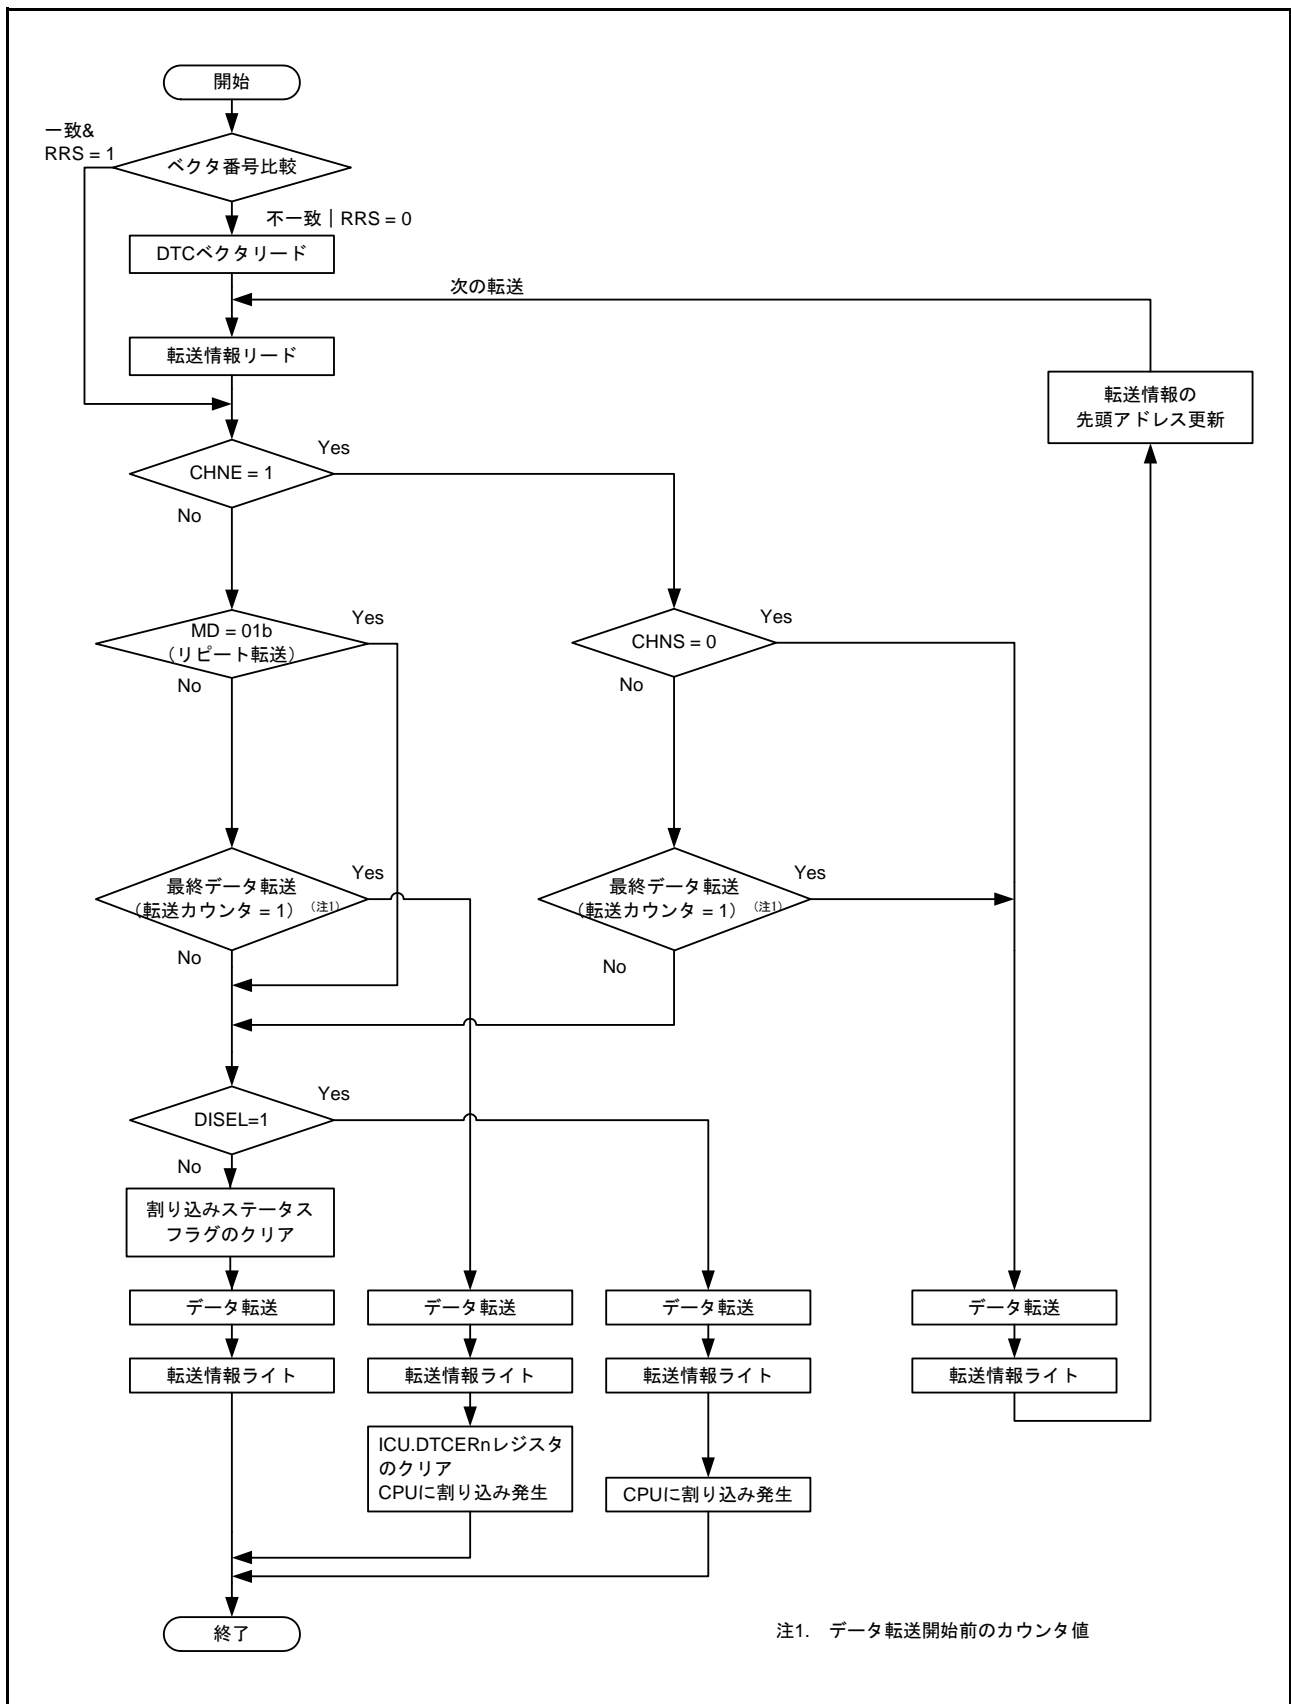 開始
一致&
RRS = 1
ベクタ番号比較
不一致｜RRS = 0
DTCベクタリード
次の転送
転送情報リード
転送情報の
先頭アドレス更新
CHNE = 1
Yes
No
MD = 01b
（リピート転送）
Yes
No
CHNS = 0
Yes
No
最終データ転送
（転送カウンタ = 1）（注1）
Yes
No
最終データ転送
（転送カウンタ = 1）（注1）
Yes
No
DISEL=1
Yes
No
割り込みステータス
フラグのクリア
データ転送
データ転送
データ転送
データ転送
転送情報ライト
転送情報ライト
転送情報ライト
転送情報ライト
ICU.DTCERnレジスタ
のクリア
CPUに割り込み発生
CPUに割り込み発生
終了
注1. データ転送開始前のカウンタ値